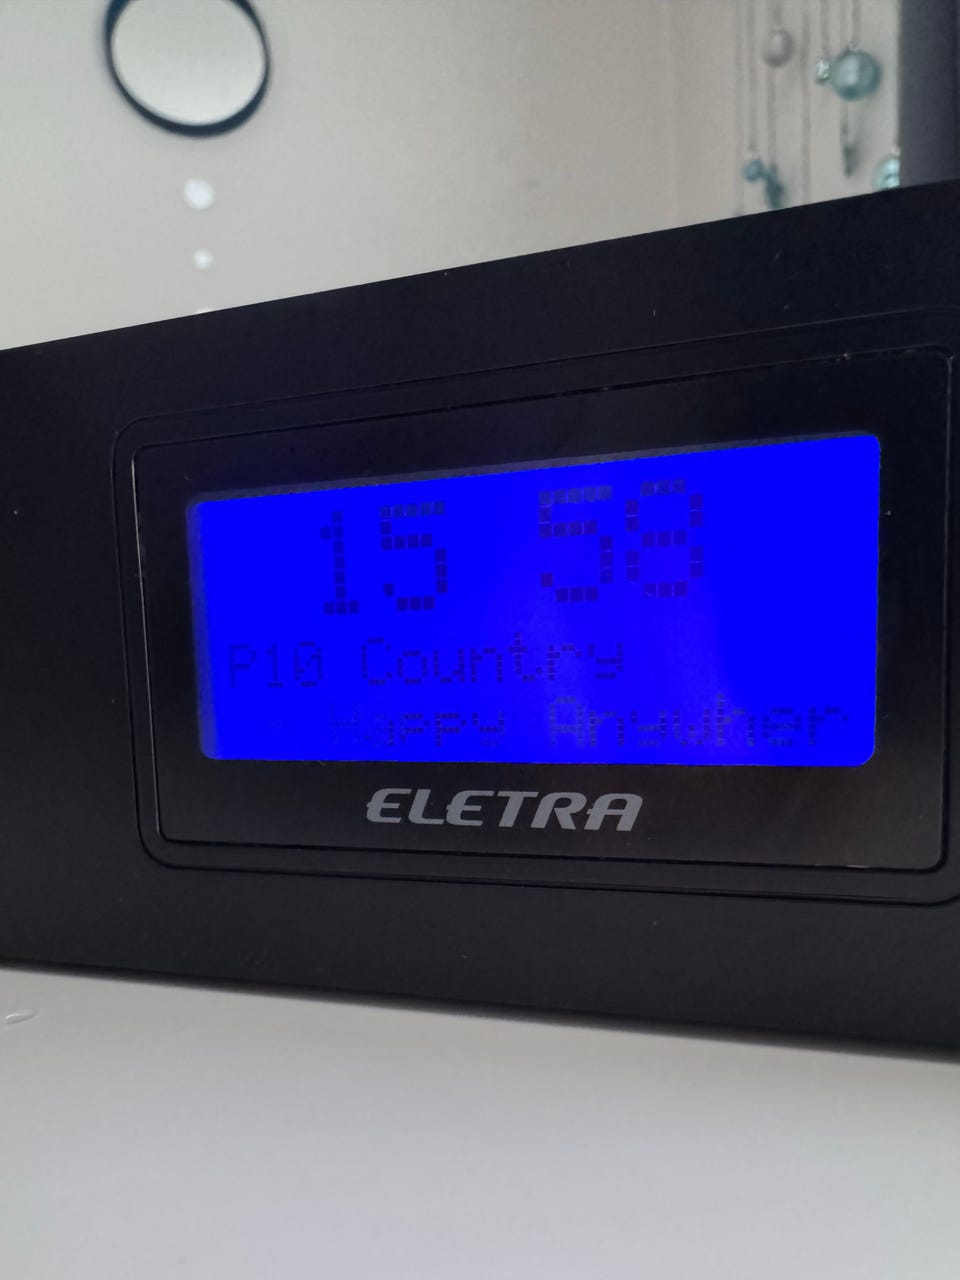 15 58
P10 Country
- Happy Anywher
ELETRA